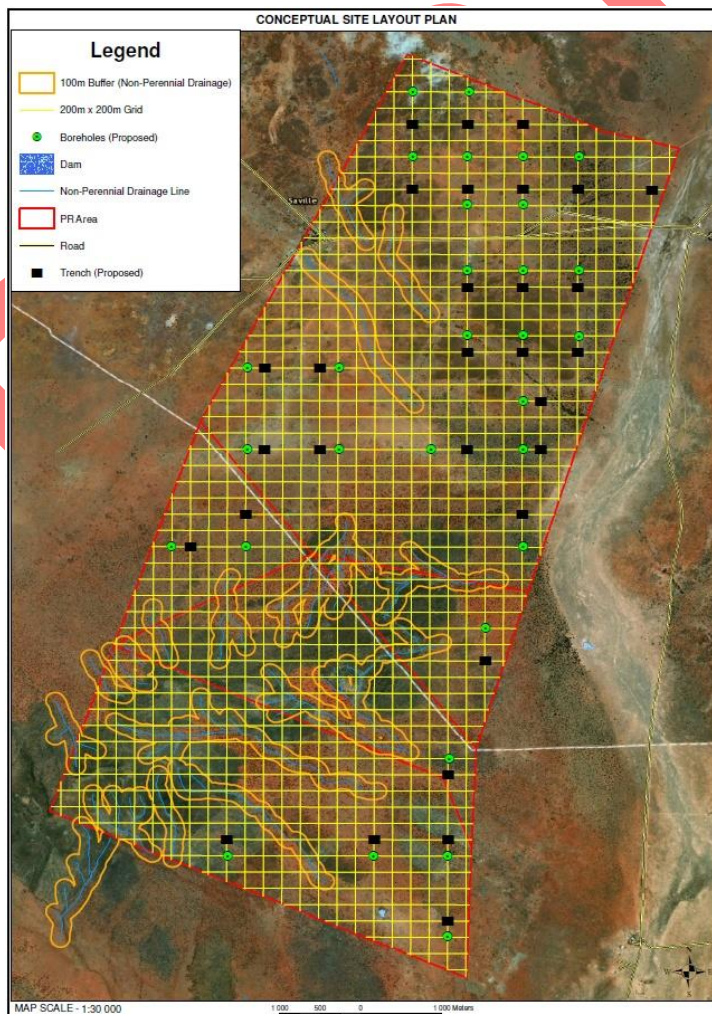 CONCEPTUAL SITE LAYOUT PLAN
Legend
100m Buffer (Non-Perennial Drainage)
200m x 200m Grid
Boreholes (Proposed)
Dam
Non-Perennial Drainage Line
PR Area
Road
Trench (Proposed)
Saville
N
W E
S
MAP SCALE - 1:30 000
1 000 500 0 1 000 Meters